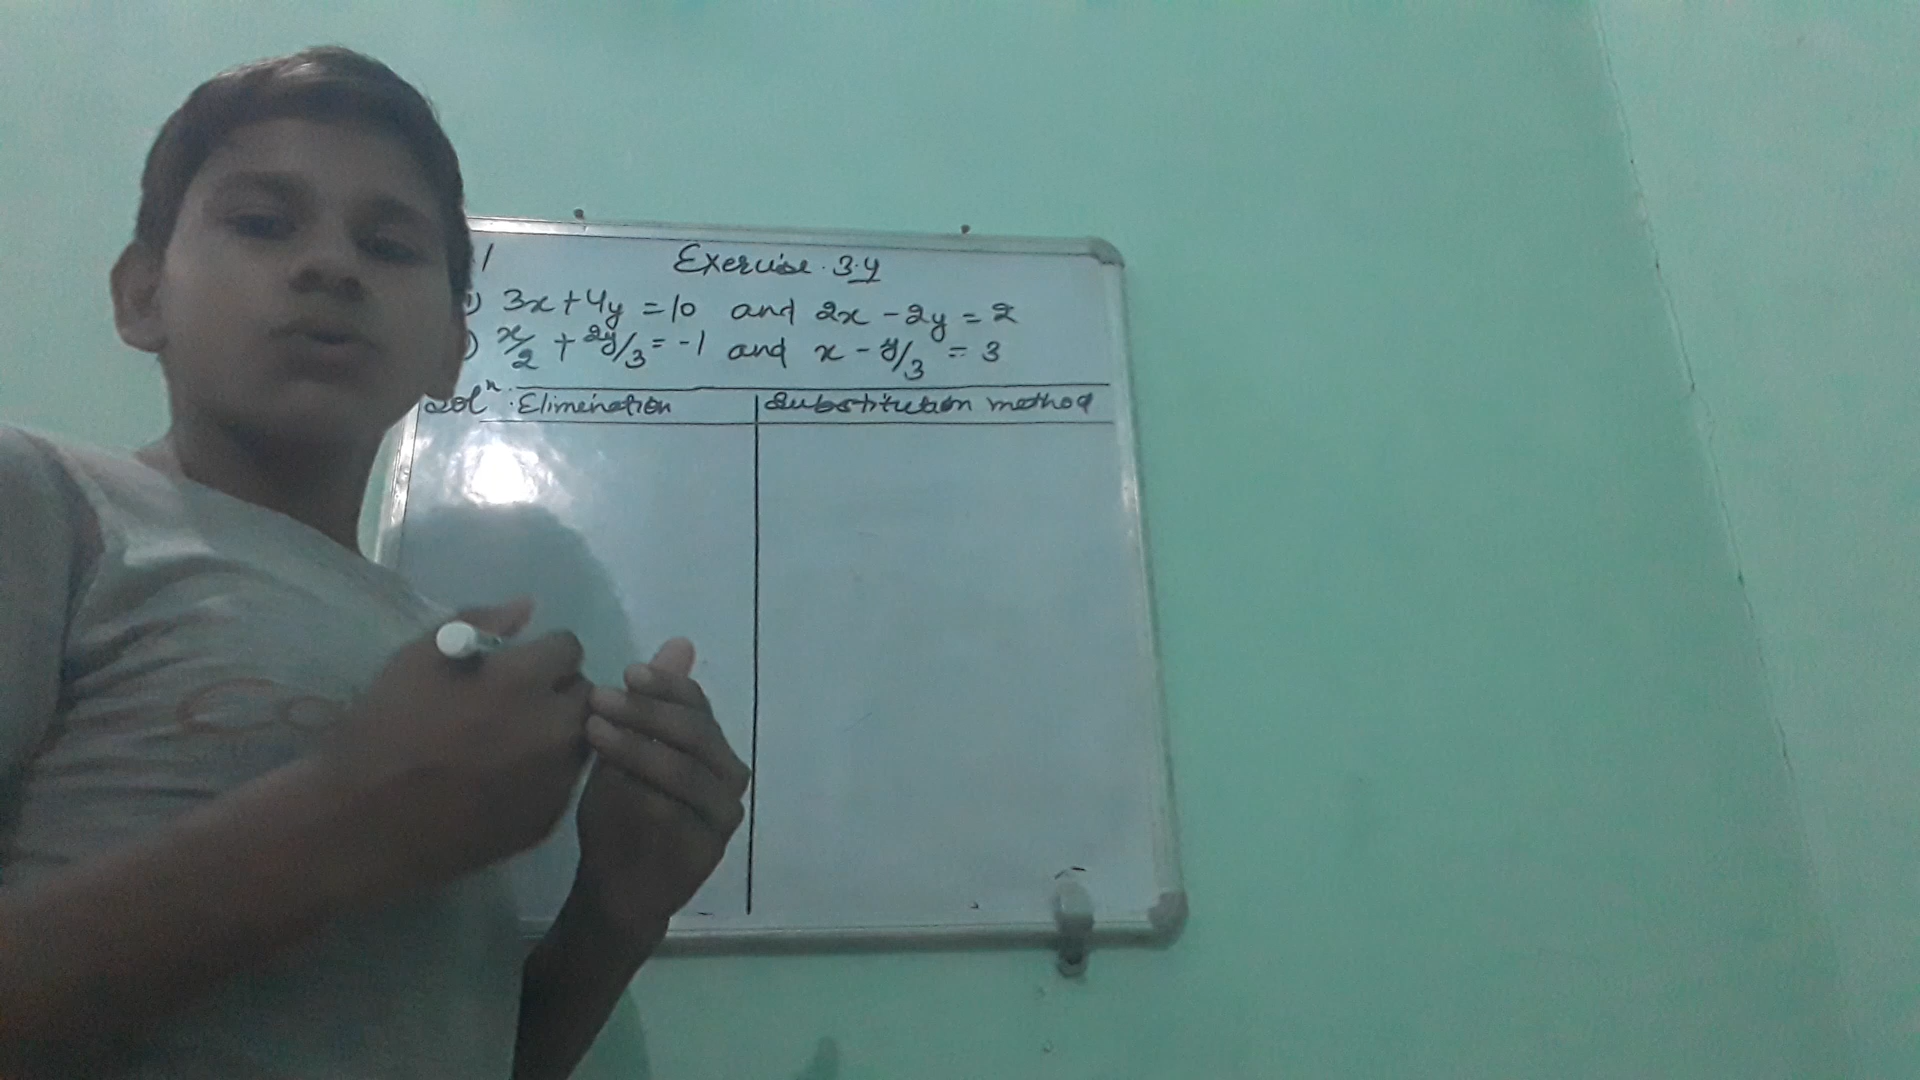 1 Exercise. 3.4
) 3x + 4y = 10 and 2x - 2y = 2
) x/2 + 2y/3 = -1 and x - y/3 = 3
Solⁿ. Elimination | Substitution method
Co